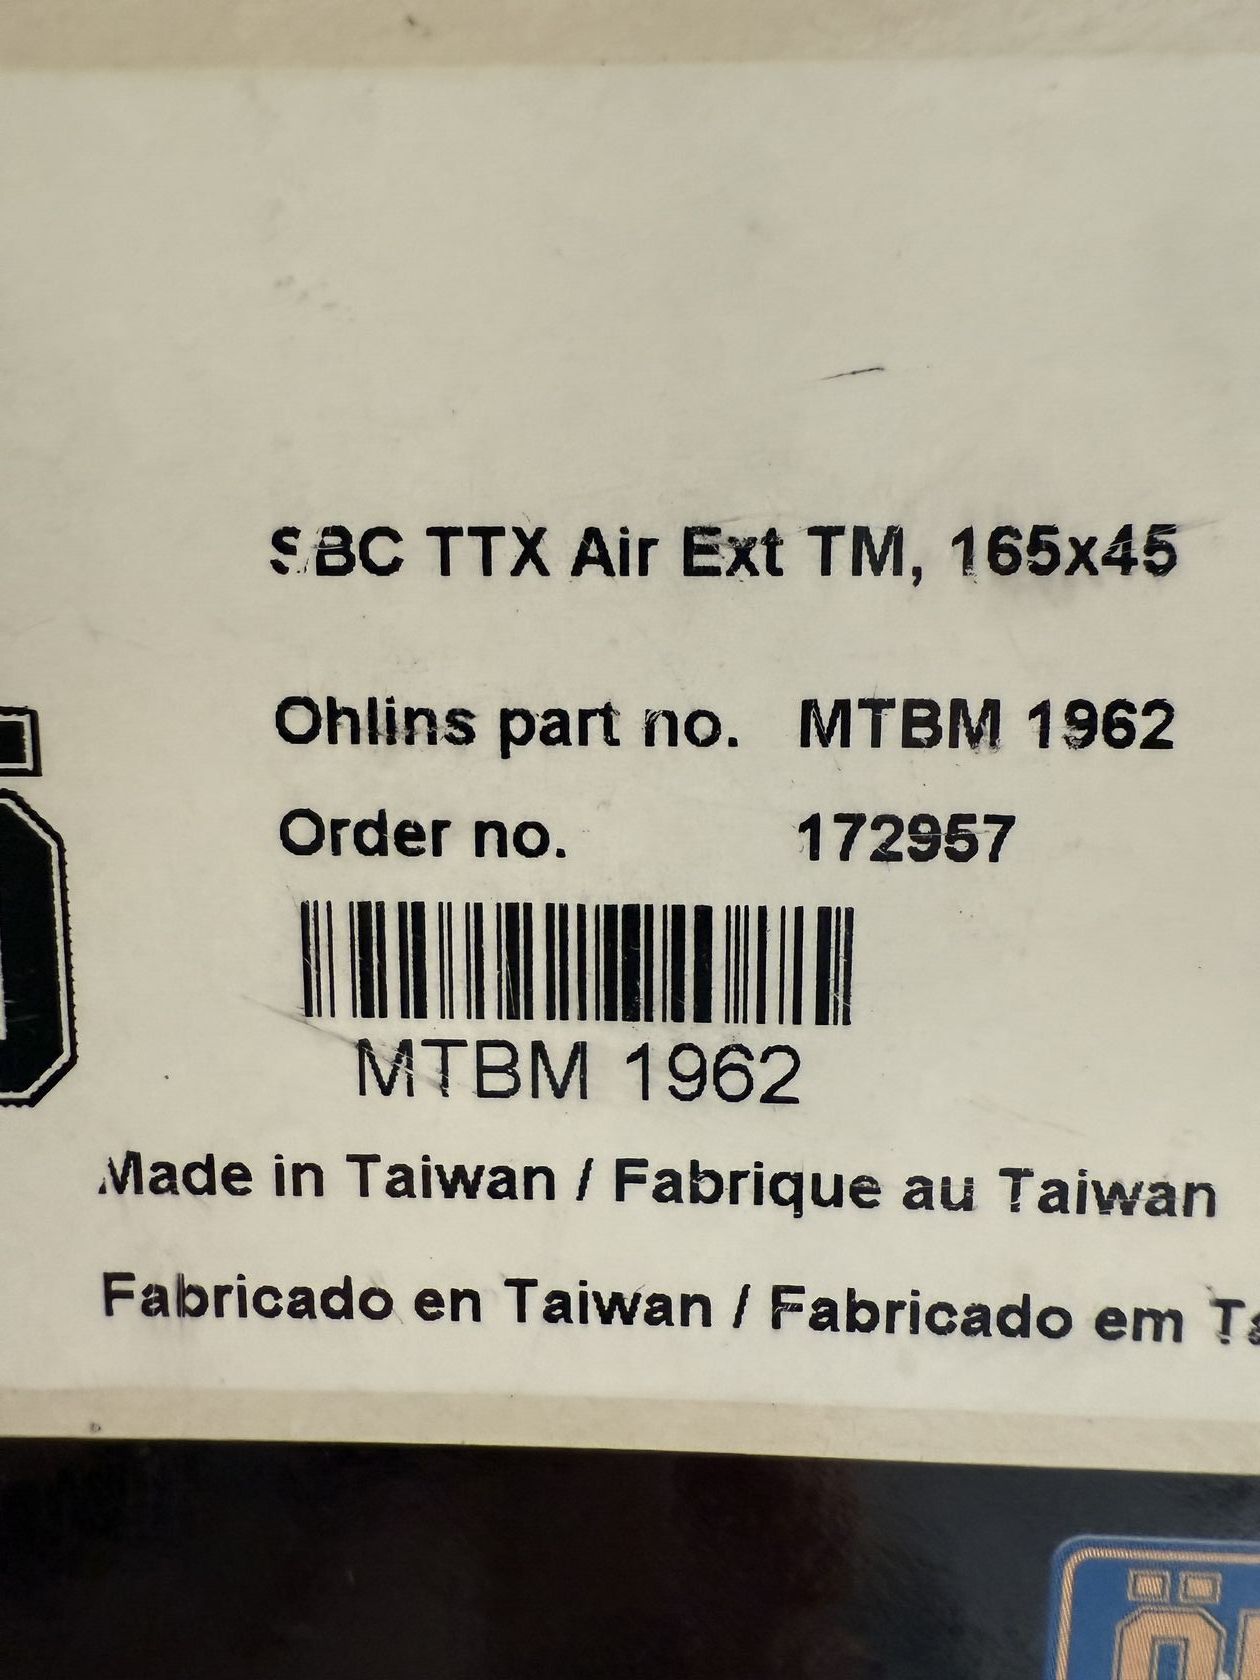 SBC TTX Air Ext TM, 165x45
Ohlins part no. MTBM 1962
Order no. 172957
MTBM 1962
Made in Taiwan / Fabrique au Taiwan
Fabricado en Taiwan / Fabricado em